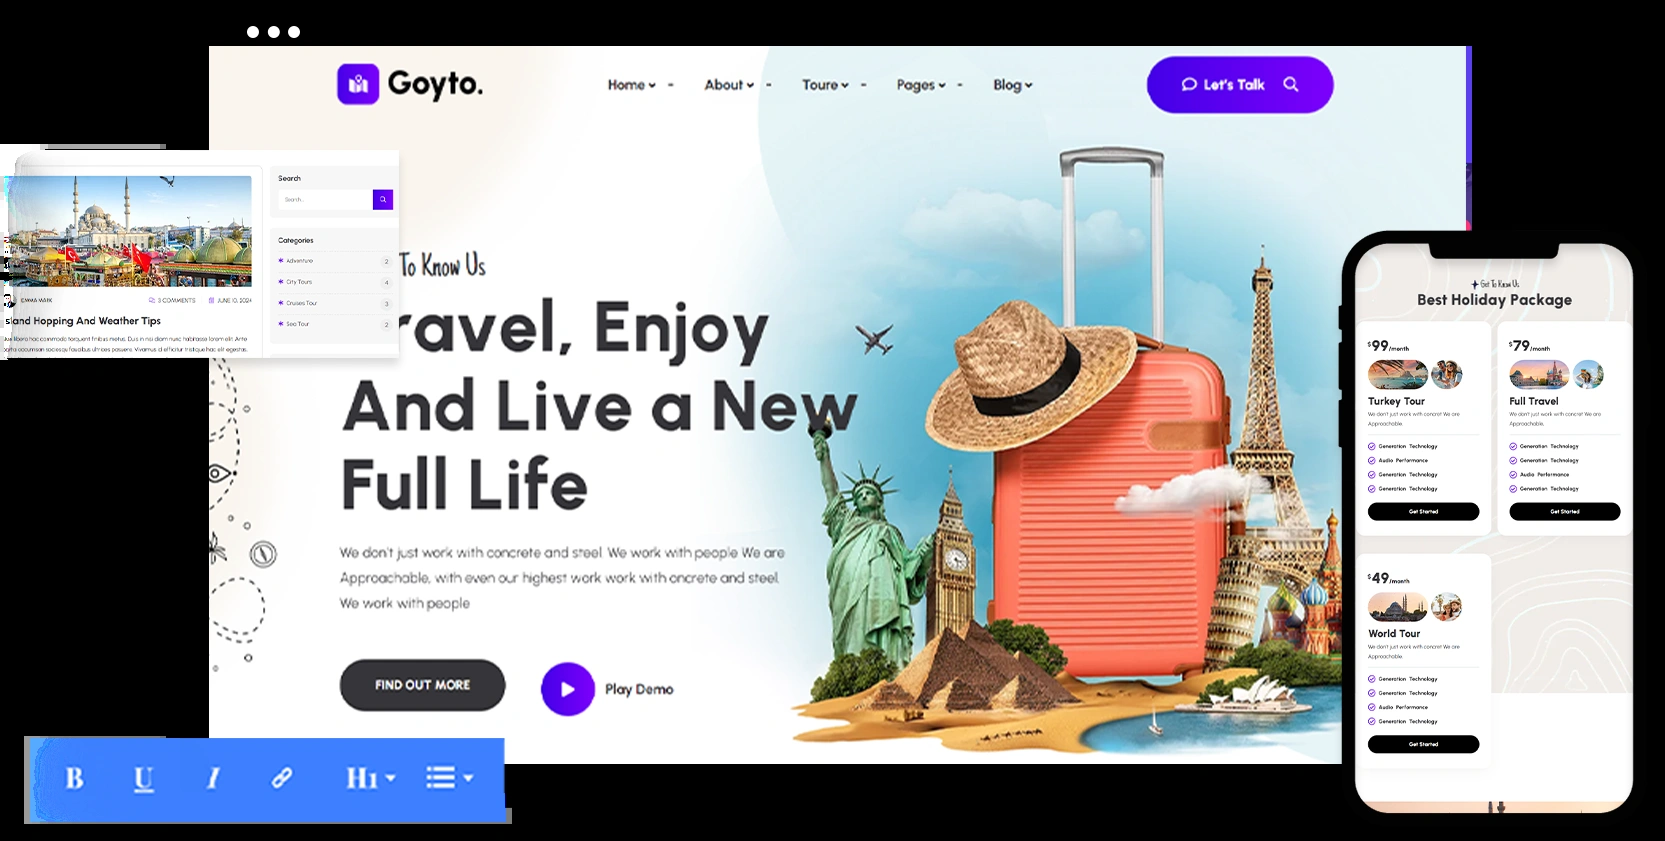 Goyto.
Home
About
Toure
Pages
Blog
Let's Talk
Search
Search...
Categories
Adventure 2
City Tours 4
Cruises Tour 3
Sea Tour 2
EMMA MARK
3 COMMENTS
JUNE 10, 2024
sland Hopping And Weather Tips
To Know Us
ravel, Enjoy
And Live a New
Full Life
We don't just work with concrete and steel. We work with people We are
Approachable, with even our highest work work with oncrete and steel.
We work with people
FIND OUT MORE
Play Demo
B U I H1
Get To Know Us
Best Holiday Package
$99/month
Turkey Tour
We don't just work with concret We are
Approachable.
Generation Technology
Audio Performance
Generation Technology
Generation Technology
Get Started
$79/month
Full Travel
We don't just work with concret We are
Approachable.
Generation Technology
Generation Technology
Audio Performance
Generation Technology
Get Started
$49/month
World Tour
We don't just work with concret We are
Approachable.
Generation Technology
Generation Technology
Audio Performance
Generation Technology
Get Started